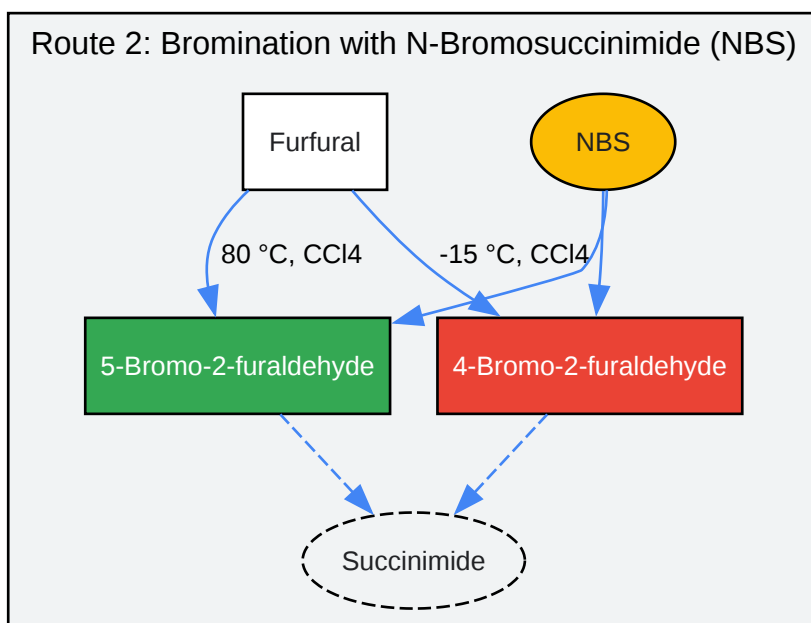 Route 2: Bromination with N-Bromosuccinimide (NBS)
Furfural
NBS
80 °C, CCl4
-15 °C, CCl4
5-Bromo-2-furaldehyde
4-Bromo-2-furaldehyde
Succinimide